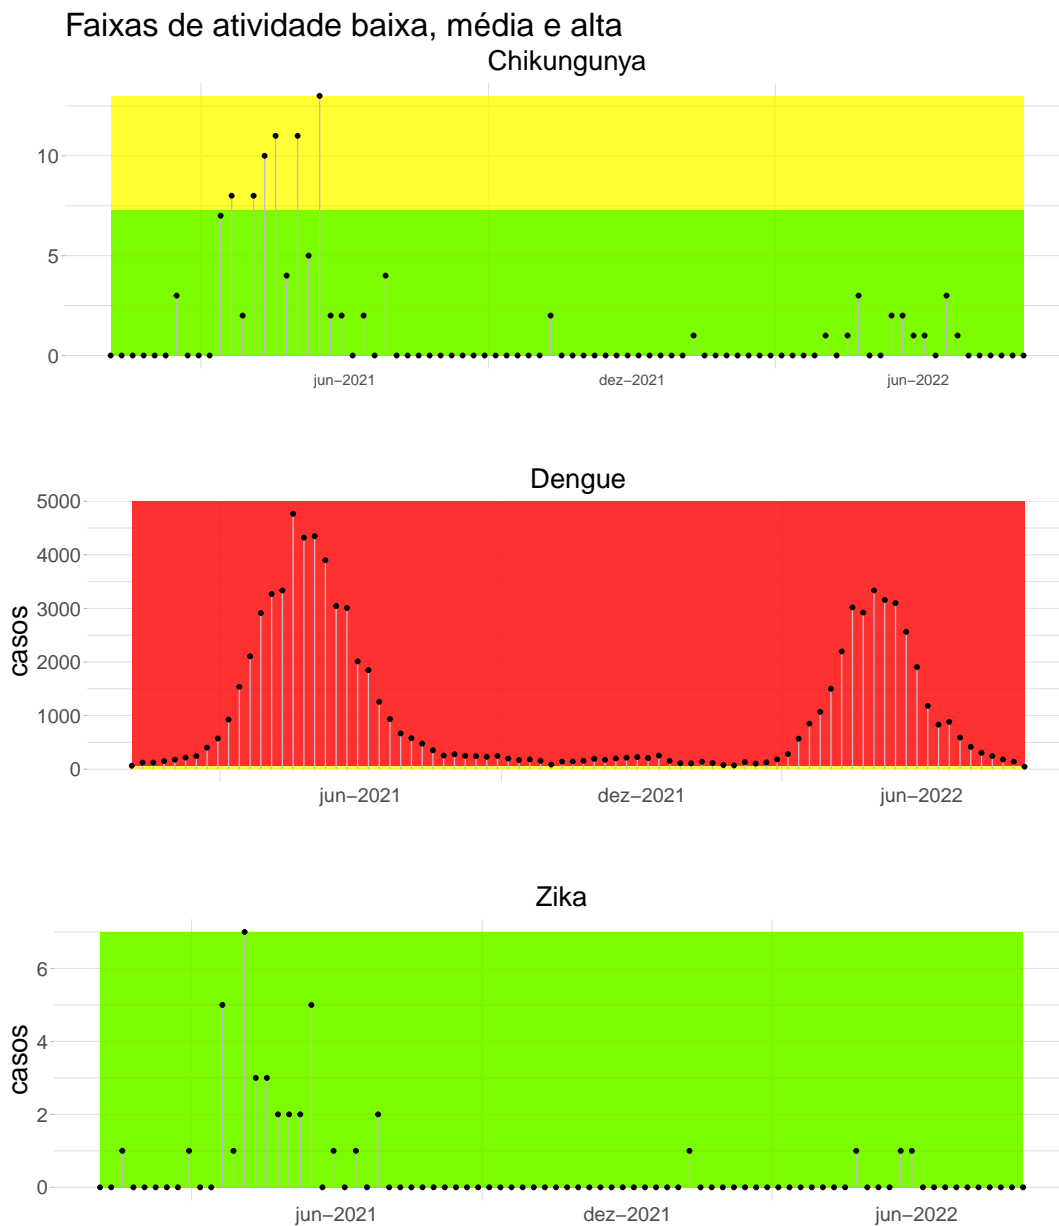 Faixas de atividade baixa, média e alta
Chikungunya
10
5
0
jun−2021 dez−2021 jun−2022
Dengue
5000
4000
3000
2000
1000
0
casos
jun−2021 dez−2021 jun−2022
Zika
6
4
2
0
casos
jun−2021 dez−2021 jun−2022